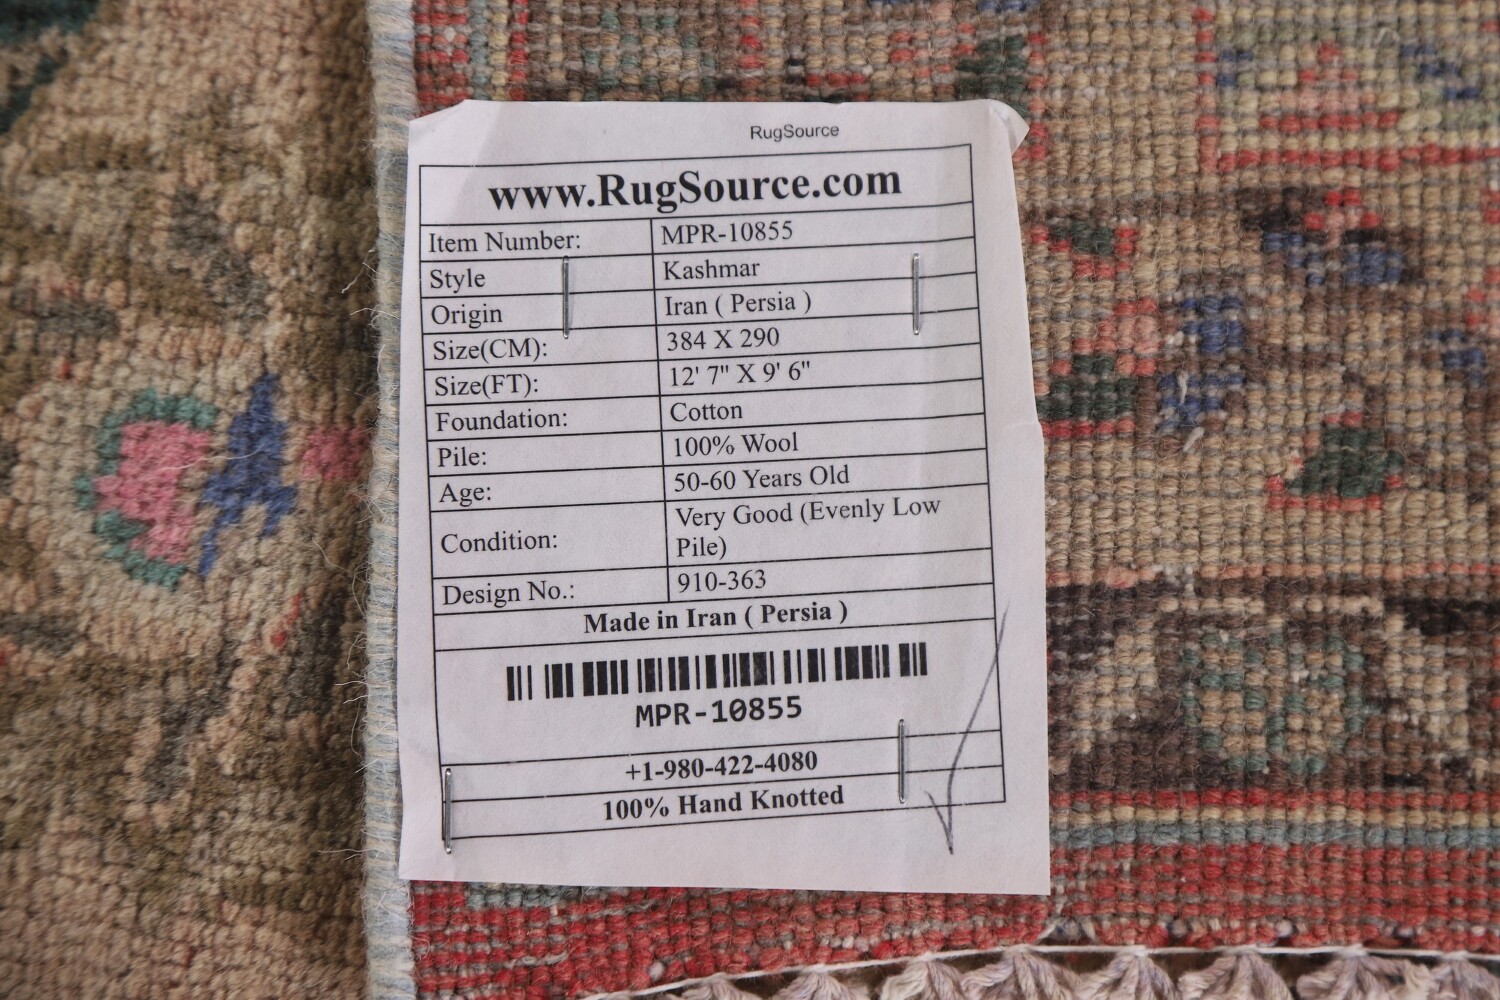 RugSource
www.RugSource.com
Item Number: MPR-10855
Style Kashmar
Origin Iran ( Persia )
Size(CM): 384 X 290
Size(FT): 12' 7" X 9' 6"
Foundation: Cotton
Pile: 100% Wool
Age: 50-60 Years Old
Condition: Very Good (Evenly Low
Pile)
Design No.: 910-363
Made in Iran ( Persia )
MPR-10855
+1-980-422-4080
100% Hand Knotted